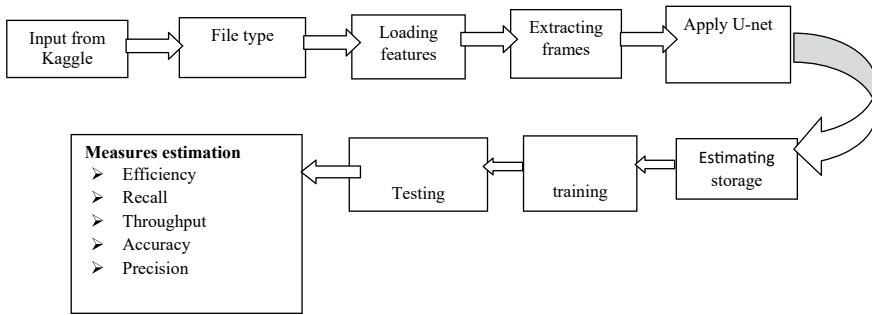 Input from
Kaggle
File type
Loading
features
Extracting
frames
Apply U-net
Estimating
storage
training
Testing
Measures estimation
➢ Efficiency
➢ Recall
➢ Throughput
➢ Accuracy
➢ Precision